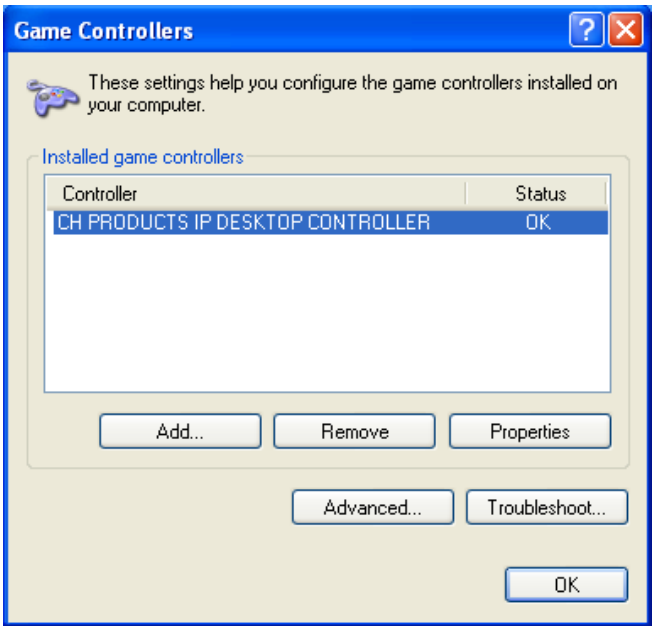 Game Controllers
?
These settings help you configure the game controllers installed on
your computer.
Installed game controllers
Controller Status
CH PRODUCTS IP DESKTOP CONTROLLER OK
Add... Remove Properties
Advanced... Troubleshoot...
OK